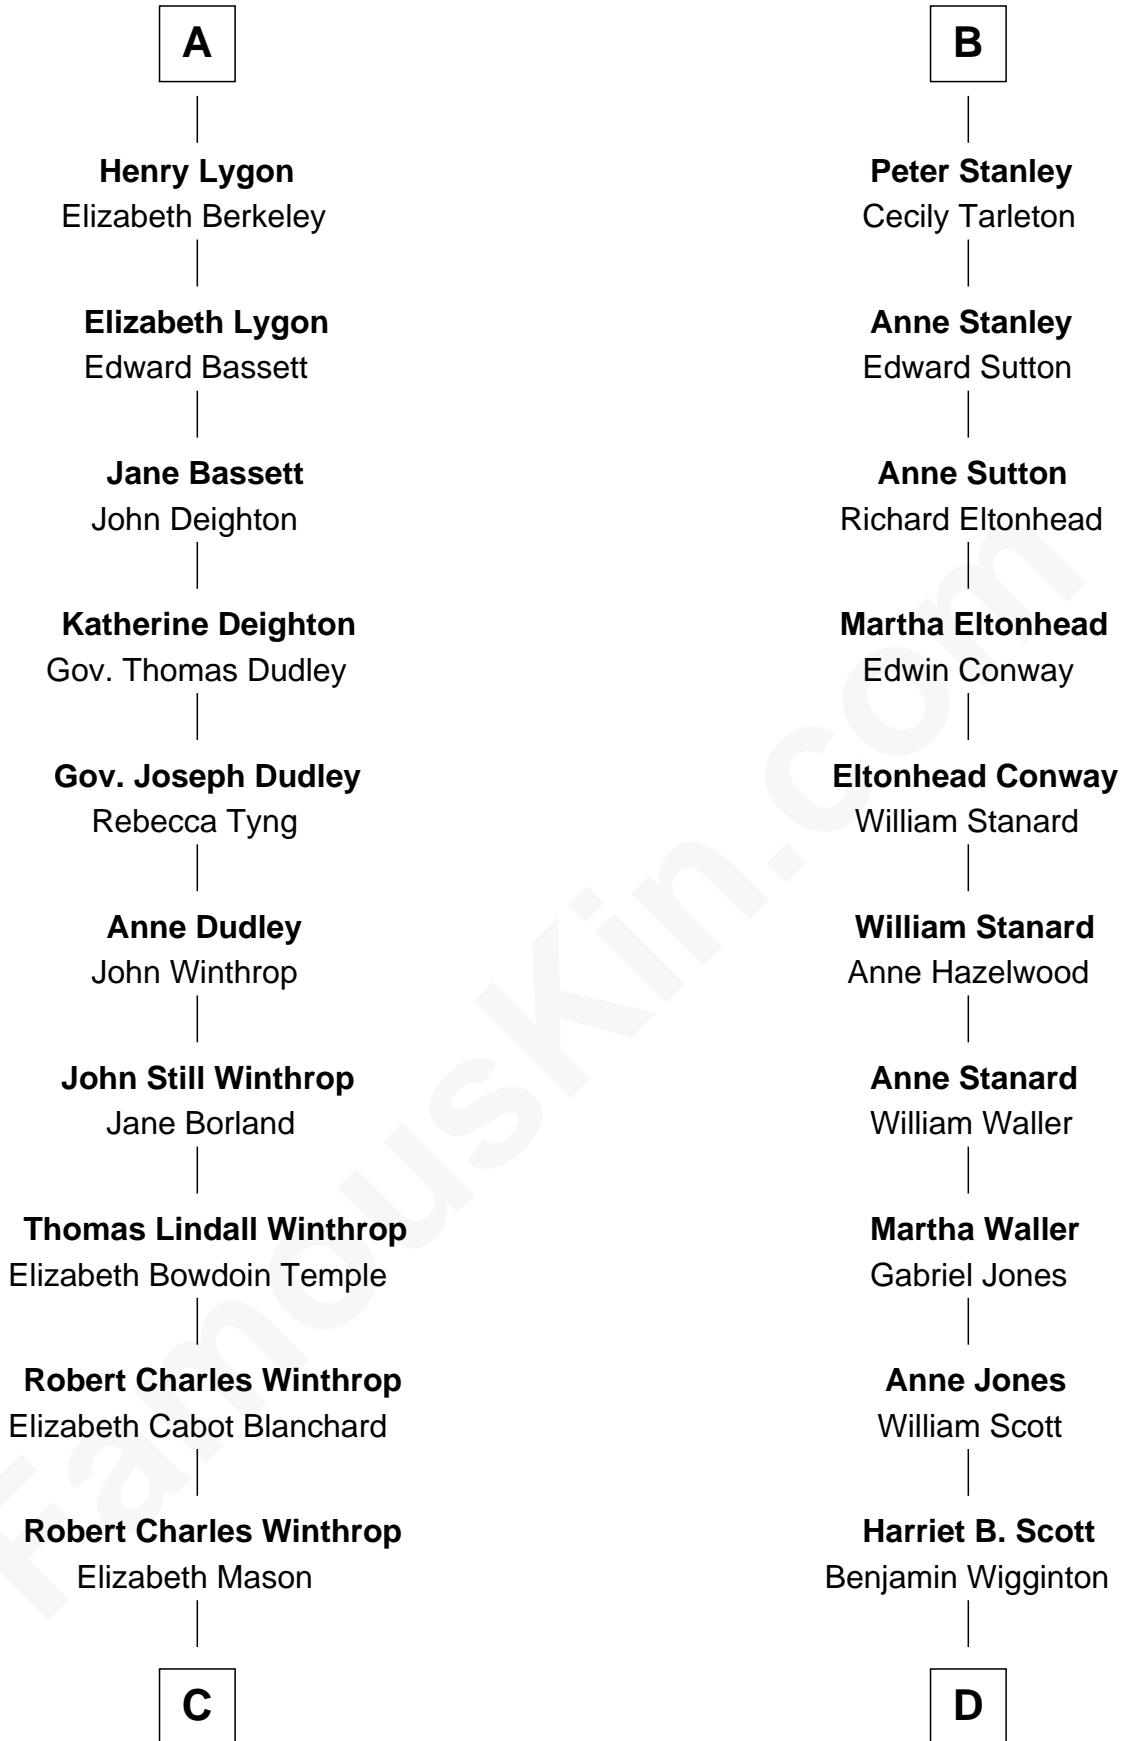 A
Henry Lygon
Elizabeth Berkeley
Elizabeth Lygon
Edward Bassett
Jane Bassett
John Deighton
Katherine Deighton
Gov. Thomas Dudley
Gov. Joseph Dudley
Rebecca Tyng
Anne Dudley
John Winthrop
John Still Winthrop
Jane Borland
Thomas Lindall Winthrop
Elizabeth Bowdoin Temple
Robert Charles Winthrop
Elizabeth Cabot Blanchard
Robert Charles Winthrop
Elizabeth Mason
C
B
Peter Stanley
Cecily Tarleton
Anne Stanley
Edward Sutton
Anne Sutton
Richard Eltonhead
Martha Eltonhead
Edwin Conway
Eltonhead Conway
William Stanard
William Stanard
Anne Hazelwood
Anne Stanard
William Waller
Martha Waller
Gabriel Jones
Anne Jones
William Scott
Harriet B. Scott
Benjamin Wigginton
D
FamousKin.com